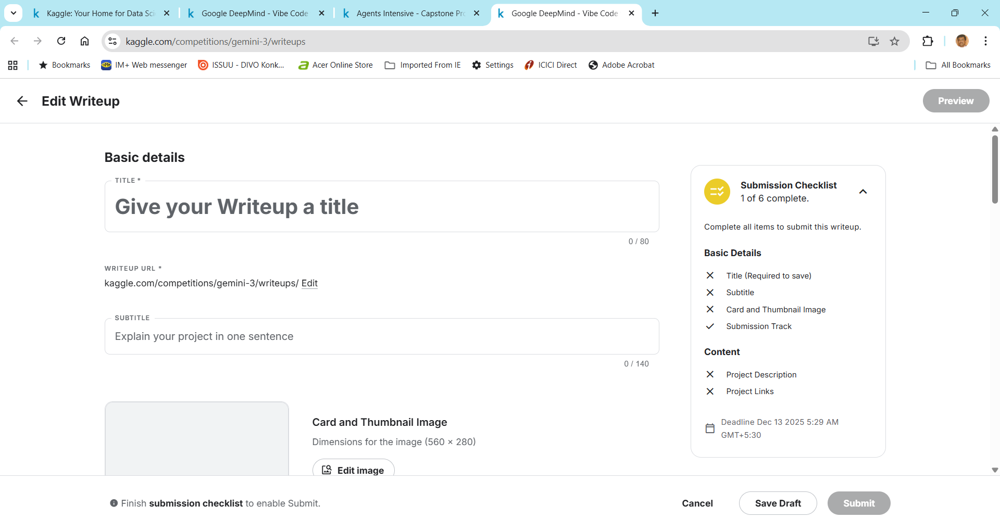 Kaggle: Your Home for Data Sci
Google DeepMind - Vibe Code
Agents Intensive - Capstone Pro
Google DeepMind - Vibe Code
kaggle.com/competitions/gemini-3/writeups
Bookmarks
IM+ Web messenger
ISSUU - DIVO Konk...
Acer Online Store
Imported From IE
Settings
ICICI Direct
Adobe Acrobat
All Bookmarks
Edit Writeup
Preview
Basic details
TITLE *
Give your Writeup a title
0 / 80
WRITEUP URL *
kaggle.com/competitions/gemini-3/writeups/ Edit
SUBTITLE
Explain your project in one sentence
0 / 140
Card and Thumbnail Image
Dimensions for the image (560 × 280)
Edit image
Submission Checklist
1 of 6 complete.
Complete all items to submit this writeup.
Basic Details
Title (Required to save)
Subtitle
Card and Thumbnail Image
Submission Track
Content
Project Description
Project Links
Deadline Dec 13 2025 5:29 AM
GMT+5:30
Finish submission checklist to enable Submit.
Cancel
Save Draft
Submit